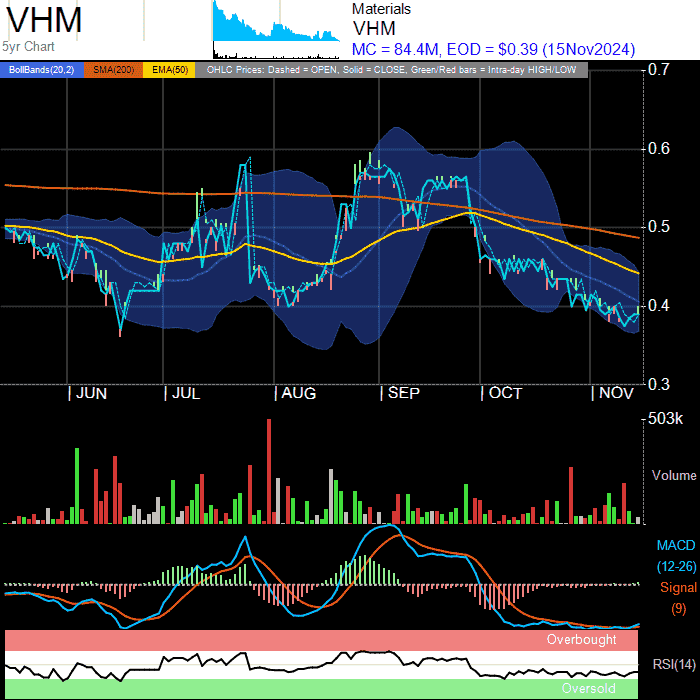 VHM
5yr Chart
Materials
VHM
MC = 84.4M, EOD = $0.39 (15Nov2024)
BollBands(20,2) SMA(200) EMA(50) OHLC Prices: Dashed = OPEN, Solid = CLOSE, Green/Red bars = Intra-day HIGH/LOW
0.7
0.6
0.5
0.4
0.3
| JUN | JUL | AUG | SEP | OCT | NOV
503k
Volume
MACD
(12-26)
Signal
(9)
Overbought
RSI(14)
Oversold